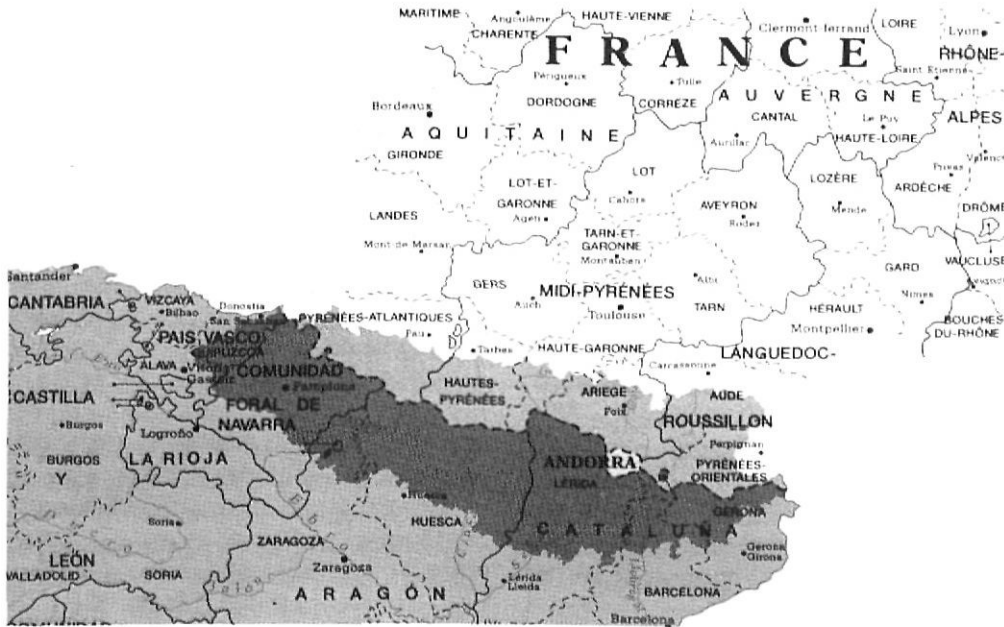 MARITIME
Angoulême
HAUTE-VIENNE
Clermont ferrand
LOIRE
Lyon
CHARENTE
FRANCE
RHÔNE-
Saint Etienne
Périgueux
Tulle
Bordeaux
DORDOGNE
CORRÈZE
AUVERGNE
CANTAL
Le Puy
ALPES
AQUITAINE
Aurillac
HAUTE-LOIRE
GIRONDE
LOT
LOZÈRE
ARDÈCHE
LOT-ET-
GARONNE
Cahors
AVEYRON
Rodez
Mende
DRÔME
LANDES
Agen
TARN-ET-
GARONNE
Montauban
Mont-de-Marsan
Albi
GARD
VAUCLUSE
Santander
GERS
MIDI-PYRÉNÉES
Auch
TARN
Nimes
CANTABRIA
VIZCAYA
Bilbao
Donostia
San Sebastian
PYRÉNÉES-ATLANTIQUES
Toulouse
HÉRAULT
BOUCHES-
DU-RHÔNE
Montpellier
Pau
PAIS VASCO
GUIPUZCOA
Tarbes
HAUTE-GARONNE
LANGUEDOC-
ALAVA
Vitoria
Gasteiz
COMUNIDAD
Carcassonne
HAUTES-
PYRÉNÉES
ARIEGE
Foix
AUDE
CASTILLA
Pamplona
FORAL DE
NAVARRA
ROUSSILLON
Burgos
Logroño
Perpignan
BURGOS
LA RIOJA
ANDORRA
PYRÉNÉES-
ORIENTALES
Y
LÉRIDA
Huesca
GERONA
Soria
HUESCA
CATALUÑA
ZARAGOZA
Gerona
Girona
LEÓN
Zaragoza
Lérida
Lleida
VALLADOLID
SORIA
Jalon
ARAGÓN
BARCELONA
Barcelona